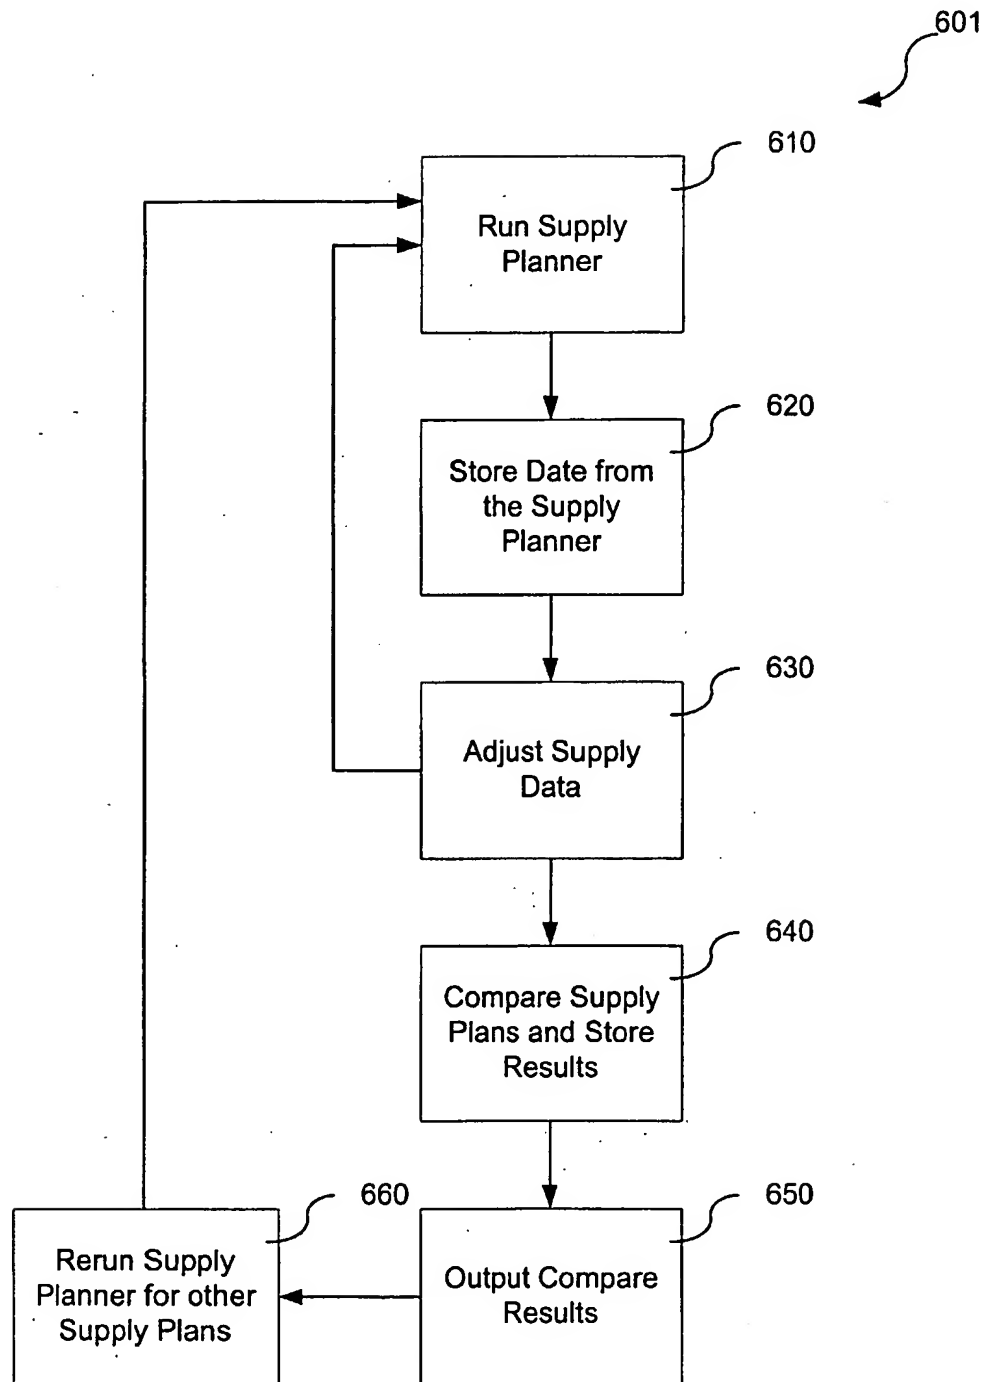 601
610
Run Supply
Planner
620
Store Date from
the Supply
Planner
630
Adjust Supply
Data
640
Compare Supply
Plans and Store
Results
660
650
Rerun Supply
Planner for other
Supply Plans
Output Compare
Results